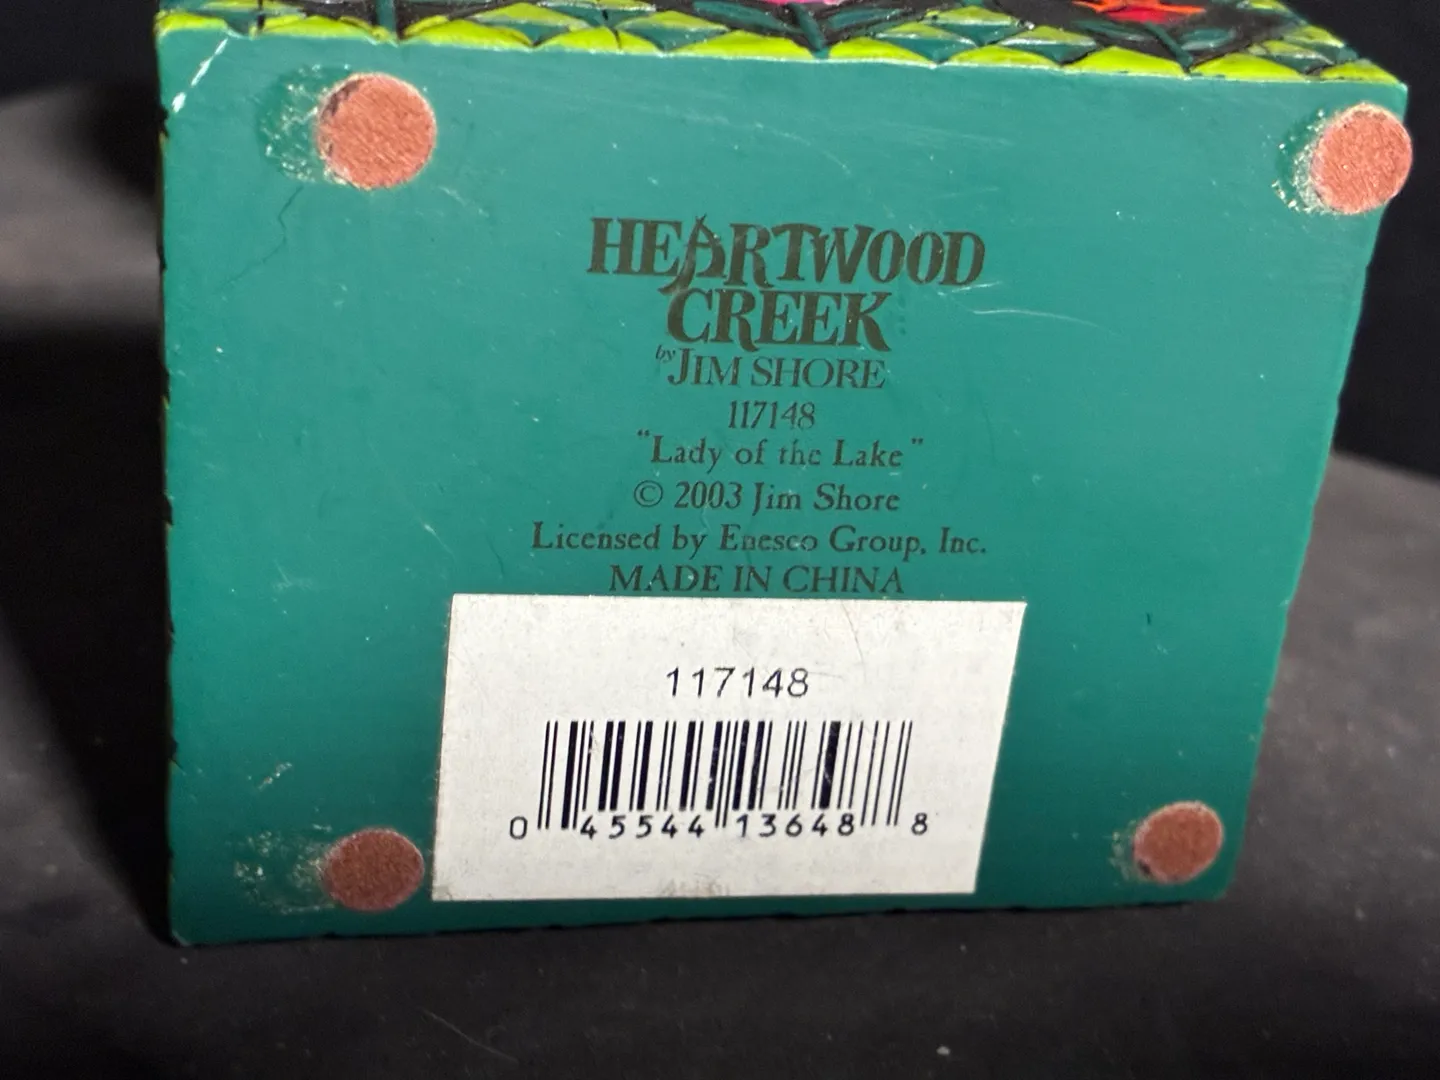 HEARTWOOD
CREEK
by JIM SHORE
117148
"Lady of the Lake"
© 2003 Jim Shore
Licensed by Enesco Group, Inc.
MADE IN CHINA
117148
0 45544 13648 8